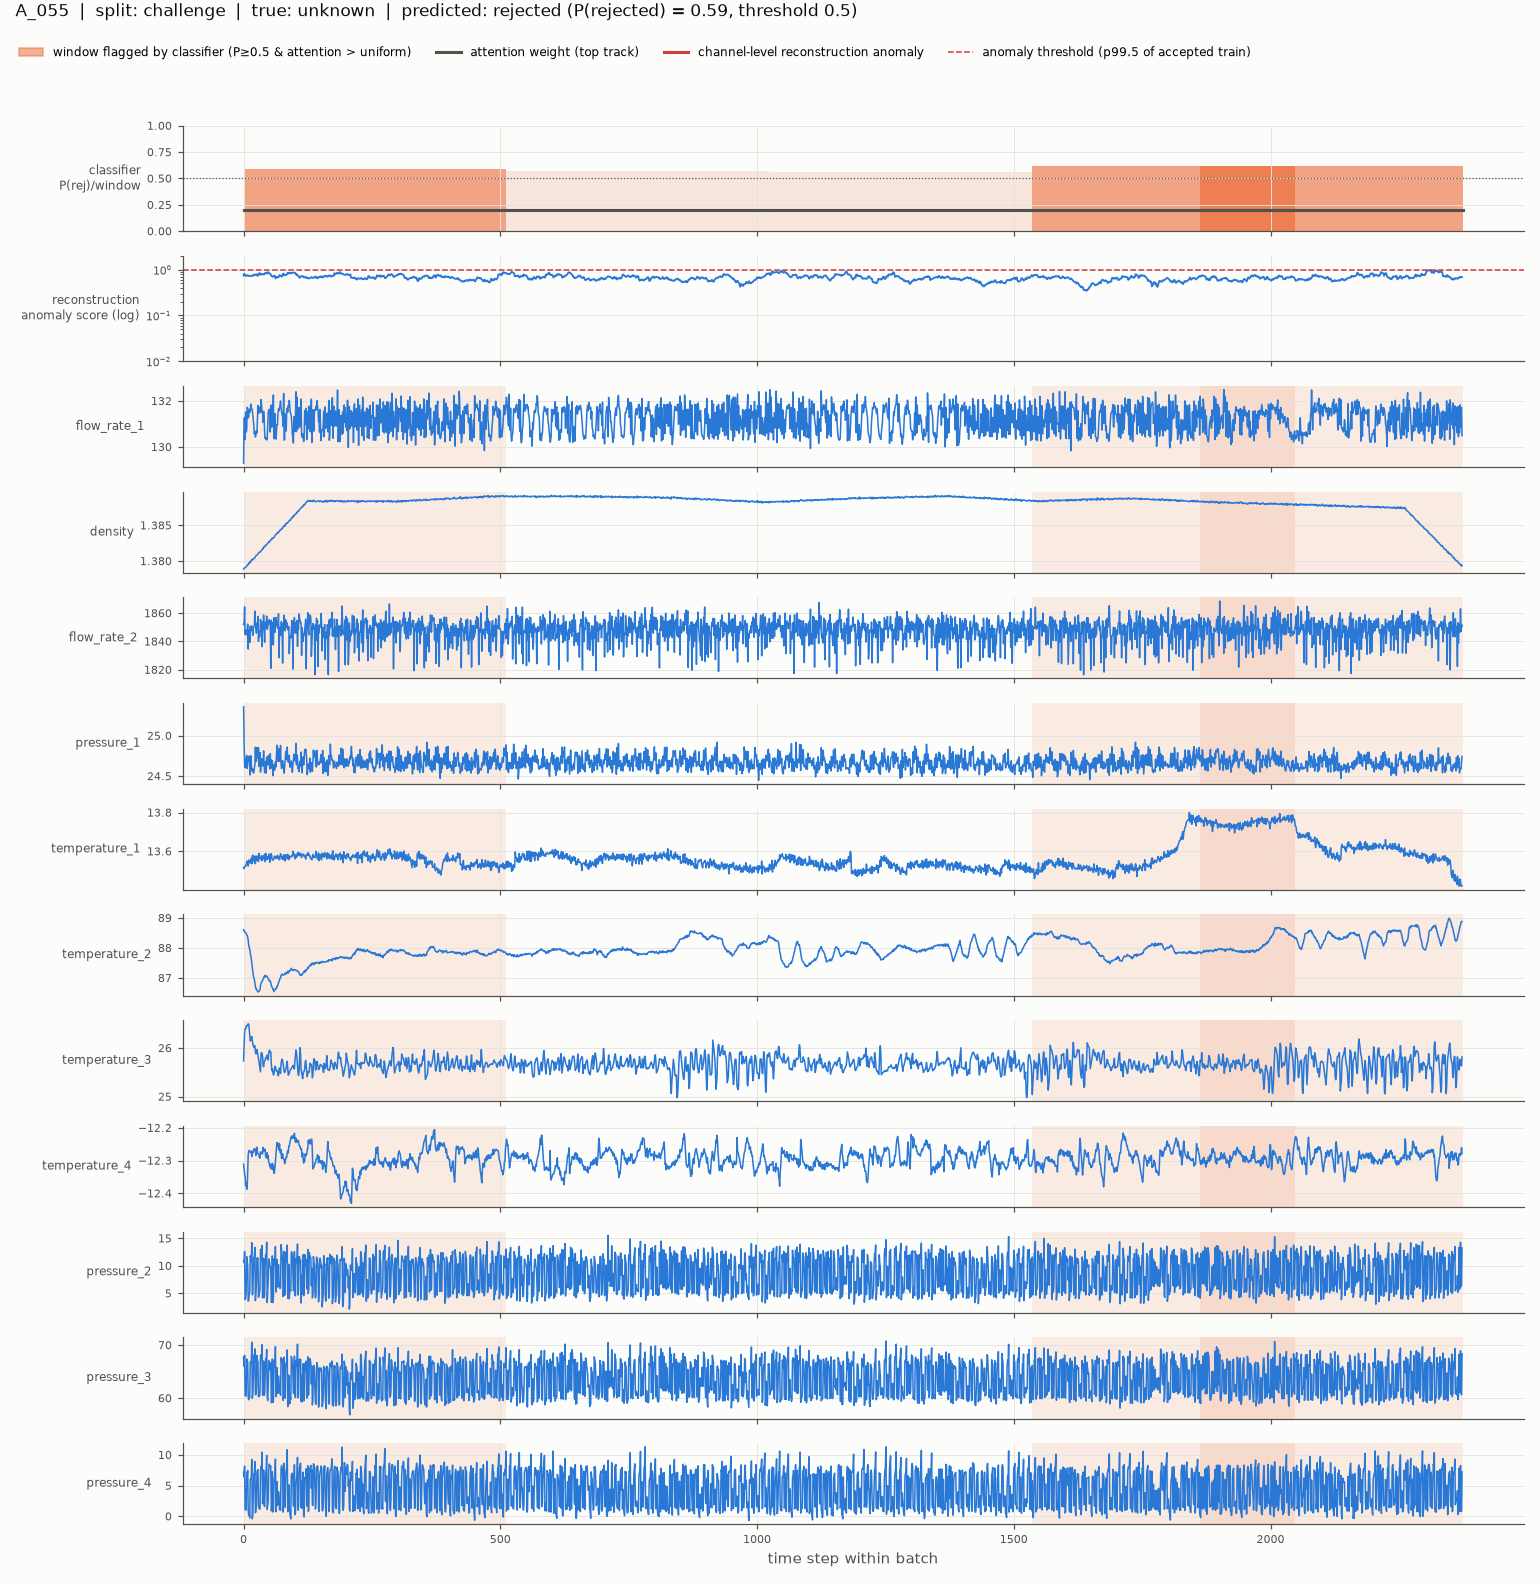 A_055 | split: challenge | true: unknown | predicted: rejected (P(rejected) = 0.59, threshold 0.5)
window flagged by classifier (P≥0.5 & attention > uniform) attention weight (top track) channel-level reconstruction anomaly anomaly threshold (p99.5 of accepted train)
classifier
P(rej)/window
1.00
0.75
0.50
0.25
0.00
reconstruction
anomaly score (log)
10⁰
10⁻¹
10⁻²
flow_rate_1
132
130
density
1.385
1.380
flow_rate_2
1860
1840
1820
pressure_1
25.0
24.5
temperature_1
13.8
13.6
temperature_2
89
88
87
temperature_3
26
25
temperature_4
−12.2
−12.3
−12.4
pressure_2
15
10
5
pressure_3
70
60
pressure_4
10
5
0
0 500 1000 1500 2000
time step within batch